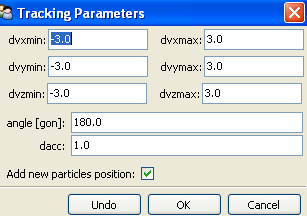 Tracking Parameters
dvxmin: -3.0 dvxmax: 3.0
dvymin: -3.0 dvymax: 3.0
dvzmin: -3.0 dvzmax: 3.0
angle [gon]: 180.0
dacc: 1.0
Add new particles position:
Undo OK Cancel